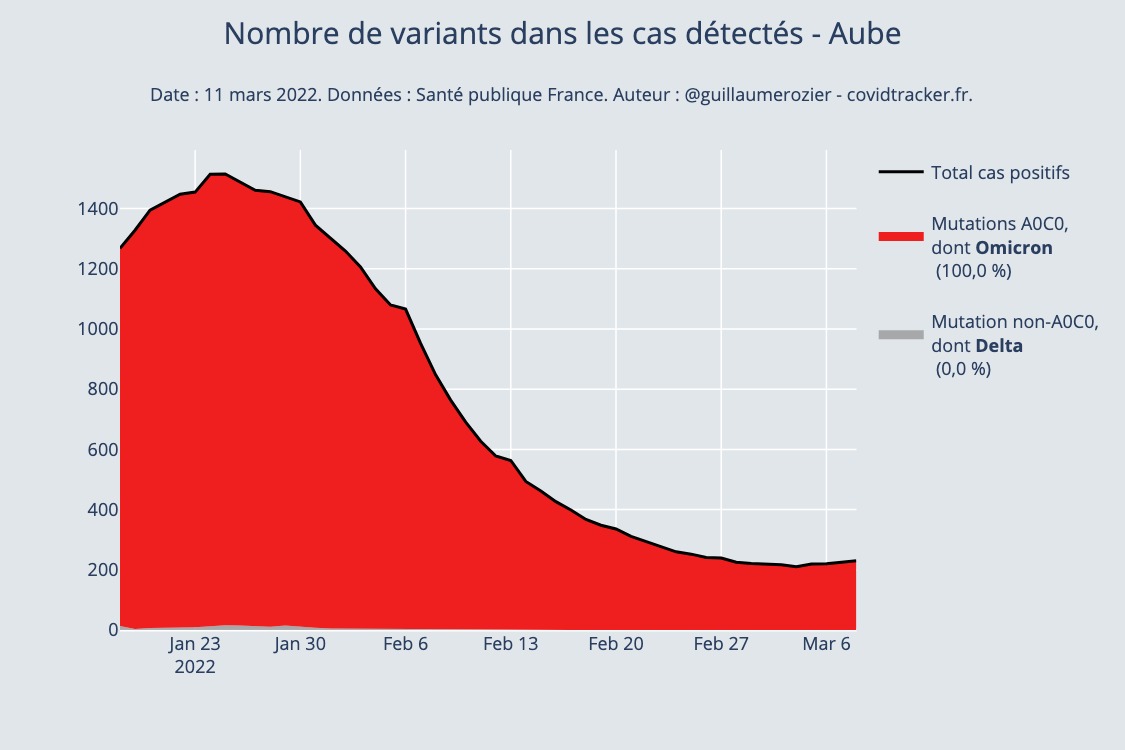 Nombre de variants dans les cas détectés - Aube
Date : 11 mars 2022. Données : Santé publique France. Auteur : @guillaumerozier - covidtracker.fr.
Total cas positifs
Mutations A0C0,
dont Omicron
(100,0 %)
Mutation non-A0C0,
dont Delta
(0,0 %)
1400
1200
1000
800
600
400
200
0
Jan 23 Jan 30 Feb 6 Feb 13 Feb 20 Feb 27 Mar 6
2022